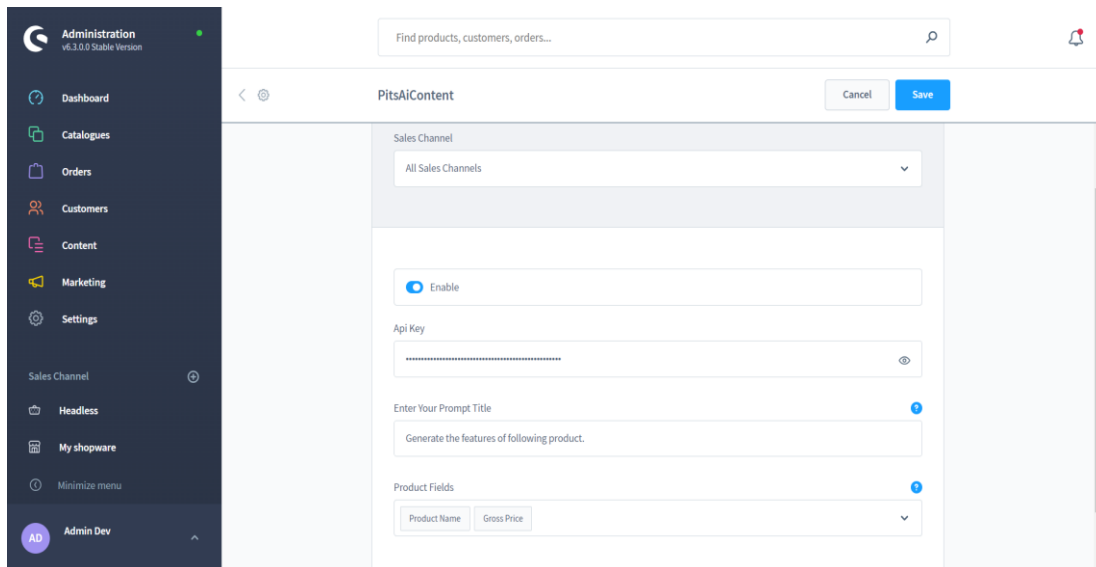 Administration
v6.3.0.0 Stable Version
Find products, customers, orders...
Dashboard
Catalogues
Orders
Customers
Content
Marketing
Settings
Sales Channel
Headless
My shopware
Minimize menu
AD
Admin Dev
PitsAiContent
Cancel
Save
Sales Channel
All Sales Channels
Enable
Api Key
Enter Your Prompt Title
?
Generate the features of following product.
Product Fields
?
Product Name Gross Price